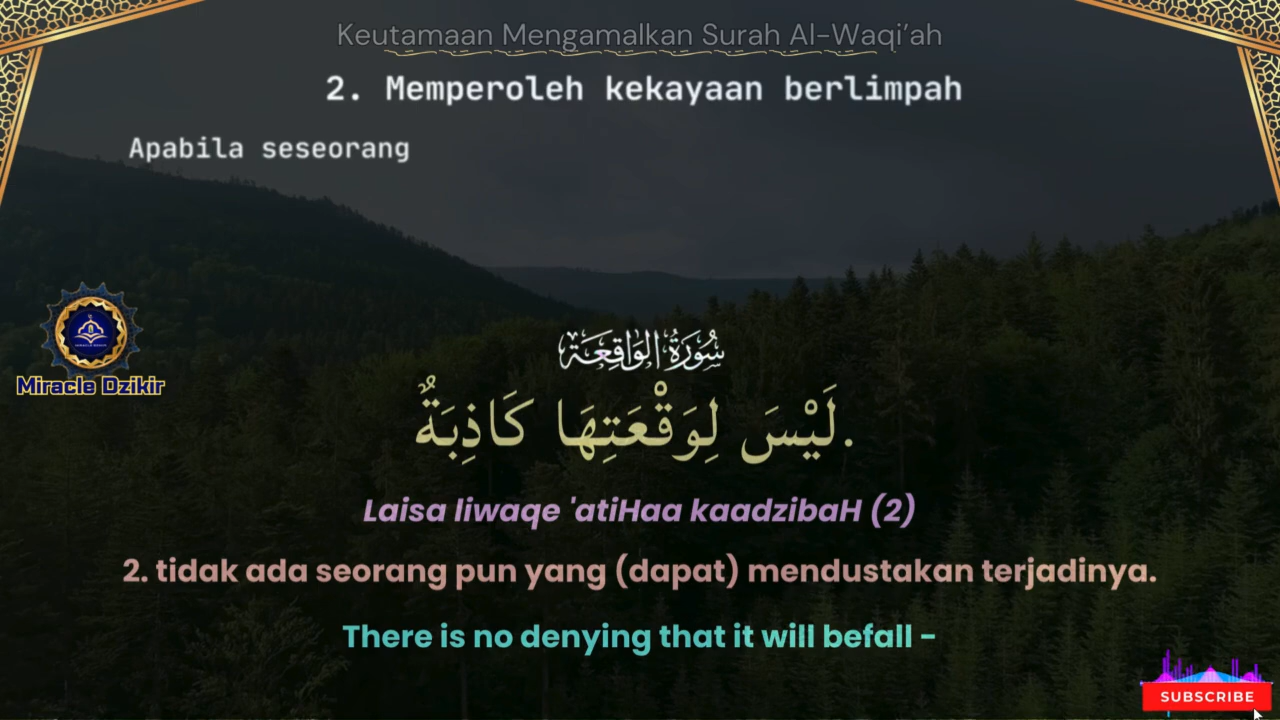 Keutamaan Mengamalkan Surah Al-Waqi’ah
2. Memperoleh kekayaan berlimpah
Apabila seseorang
سُورَةُ الوَاقِعَة
Miracle Dzikir
لَيْسَ لِوَقْعَتِهَا كَاذِبَةٌ.
Laisa liwaqe 'atiHaa kaadzibaH (2)
2. tidak ada seorang pun yang (dapat) mendustakan terjadinya.
There is no denying that it will befall -
SUBSCRIBE